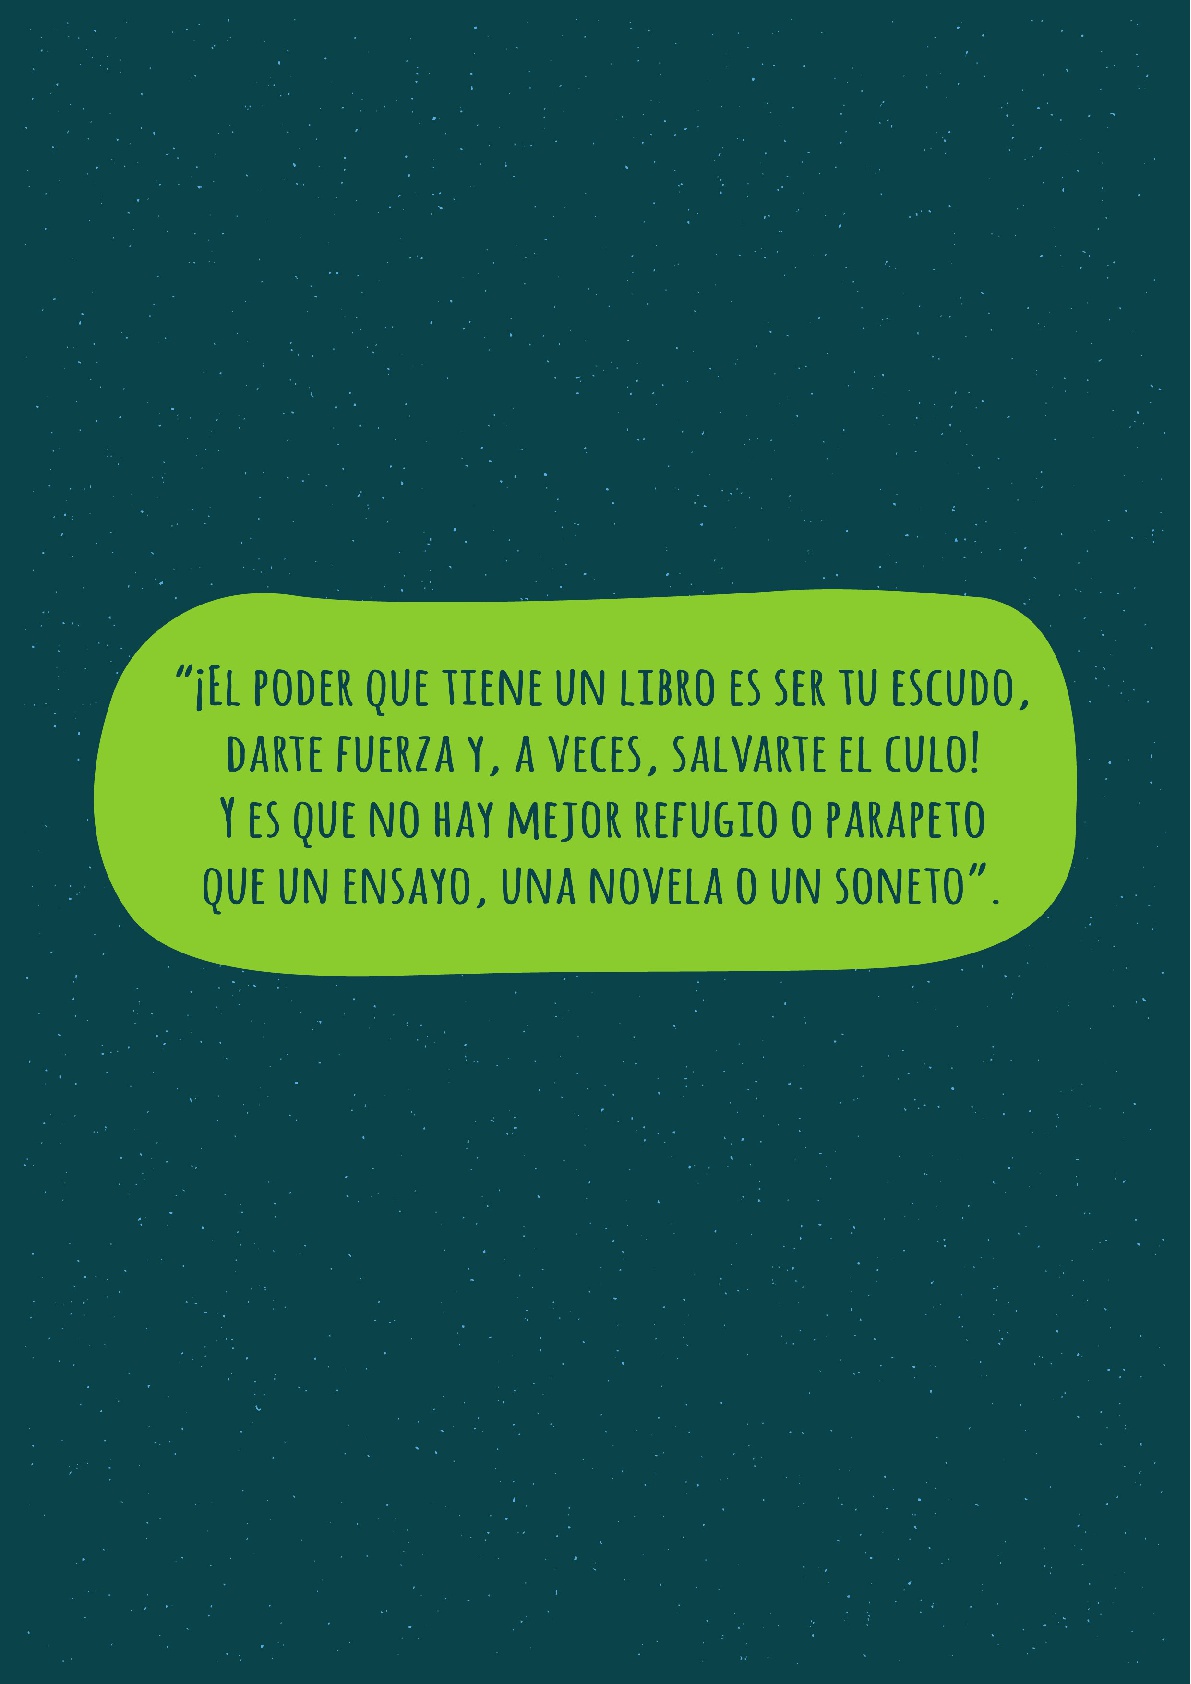 “¡El poder que tiene un libro es ser tu escudo,
darte fuerza y, a veces, salvarte el culo!
Y es que no hay mejor refugio o parapeto
que un ensayo, una novela o un soneto”.